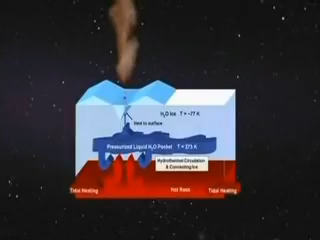 H₂O Ice T = ~77 K
Vent to surface
Pressurized Liquid H₂O Pocket T = 273 K
Hydrothermal Circulation
& Convecting Ice
Tidal Heating
Hot Rock
Tidal Heating